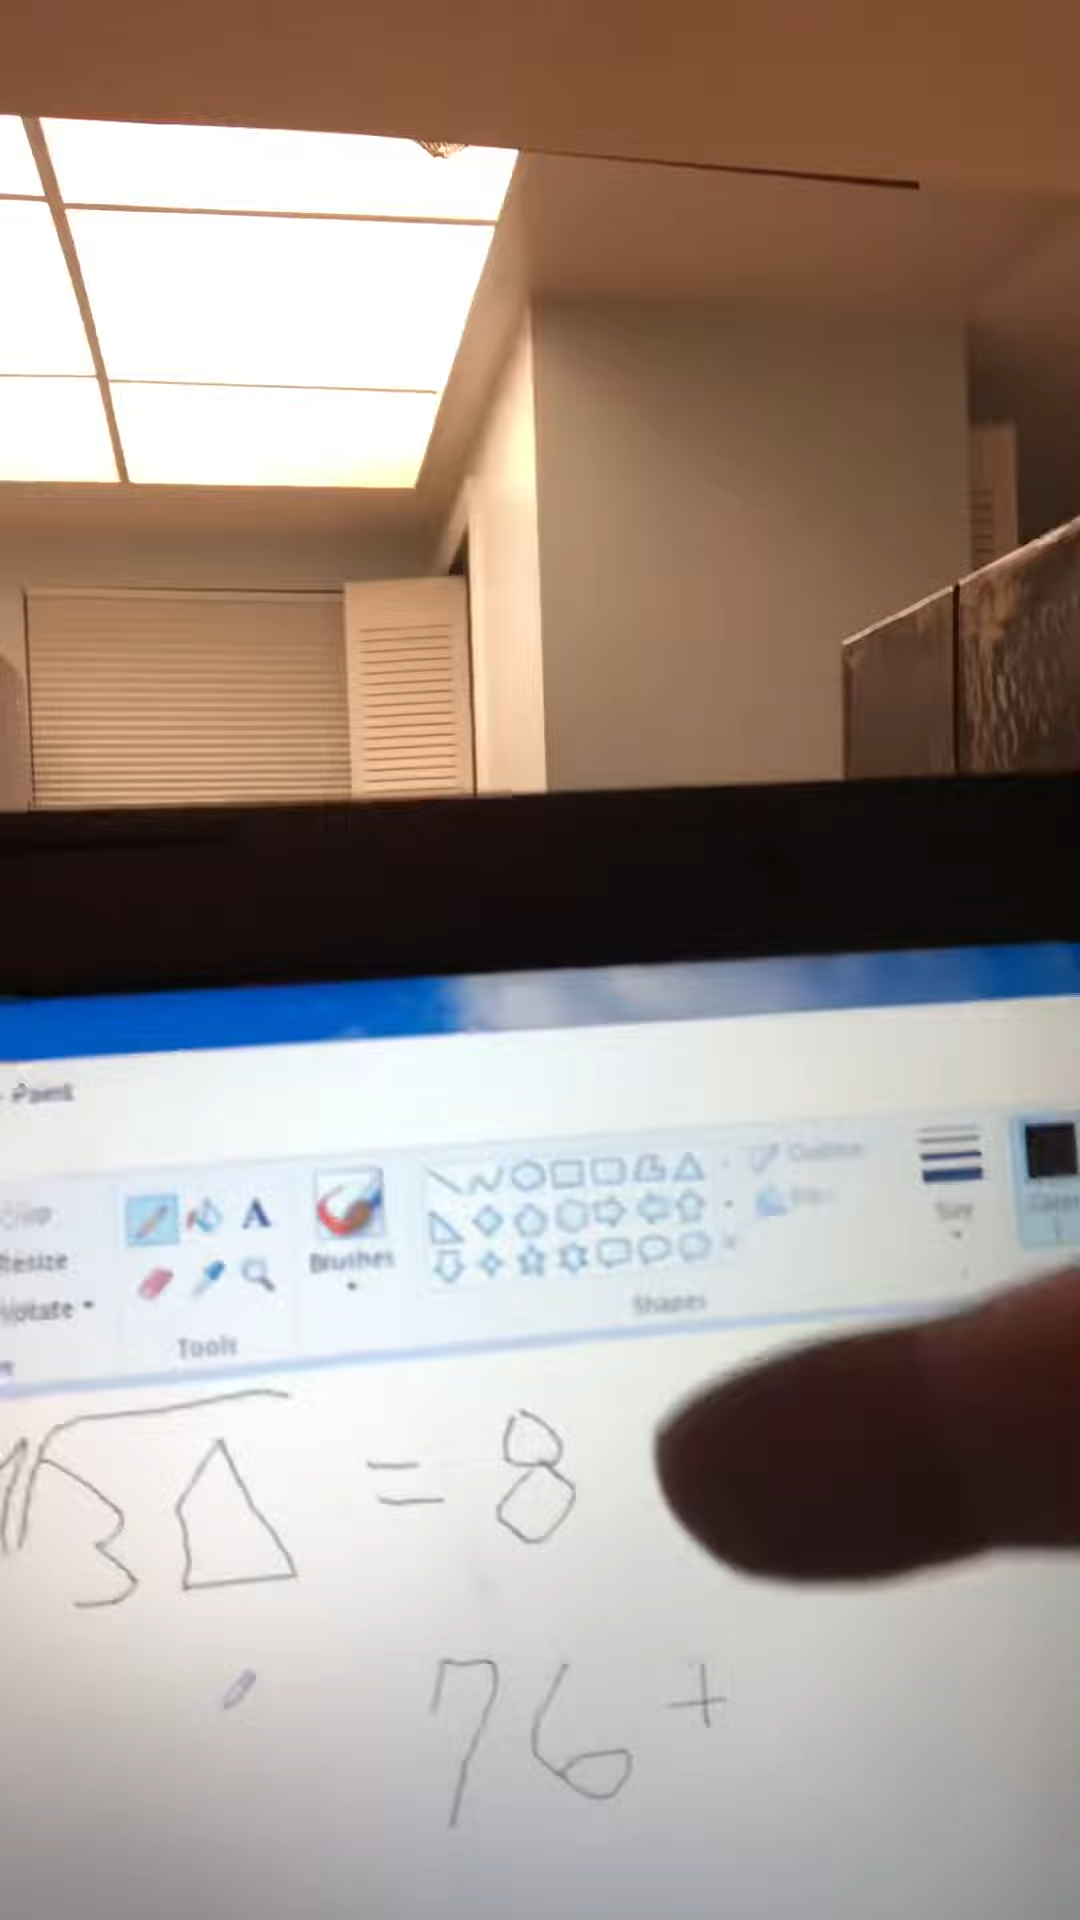 - Paint
Resize
Rotate
A
Brushes
Outline
Size
Tools
Shapes
√3△ = 8
76 +